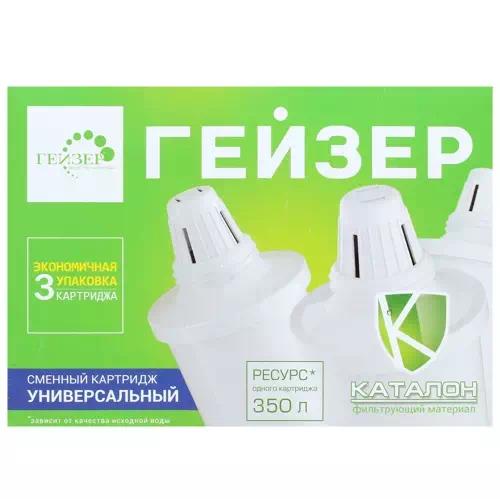 ГЕЙЗЕР
ГЕЙЗЕР
ЭКОНОМИЧНАЯ
3 УПАКОВКА
КАРТРИДЖА
СМЕННЫЙ КАРТРИДЖ
УНИВЕРСАЛЬНЫЙ
*зависит от качества исходной воды
РЕСУРС*
одного картриджа
350 л
К
КАТАЛОН
фильтрующий материал